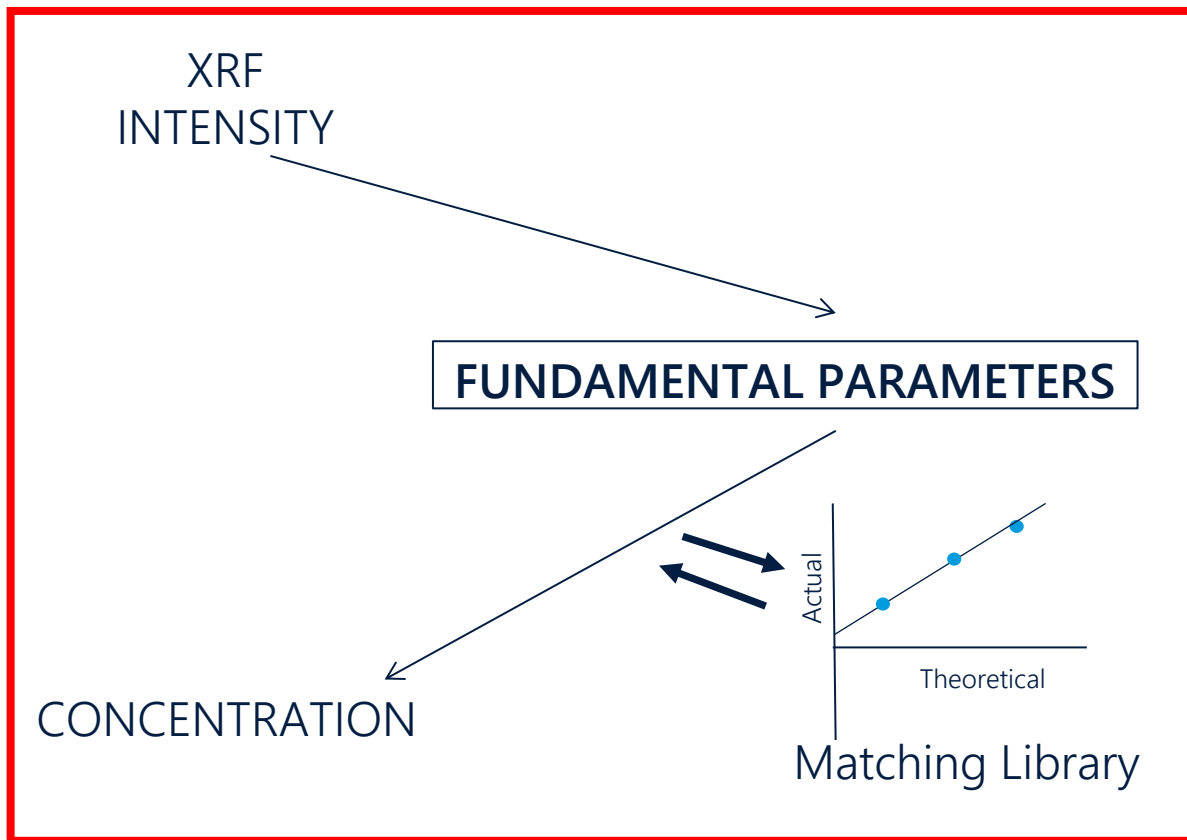 XRF
INTENSITY
FUNDAMENTAL PARAMETERS
Actual
Theoretical
CONCENTRATION
Matching Library